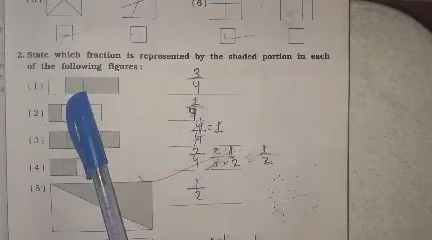 2. State which fraction is represented by the shaded portion in each
of the following figures :
(1) 3/4
(2) 1/4
(3) 4/4 = 1
(4) 2/4 = 1/2
(5) 1/2